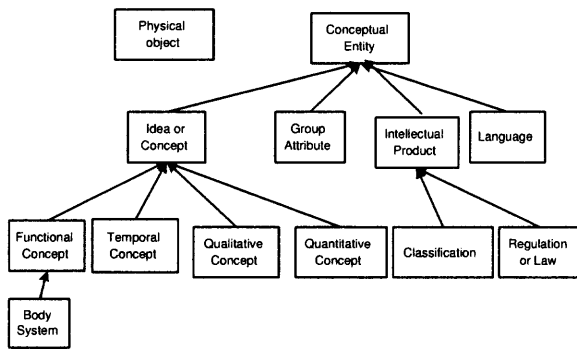 Physical
object
Conceptual
Entity
Idea or
Concept
Group
Attribute
Intellectual
Product
Language
Functional
Concept
Temporal
Concept
Qualitative
Concept
Quantitative
Concept
Classification
Regulation
or Law
Body
System